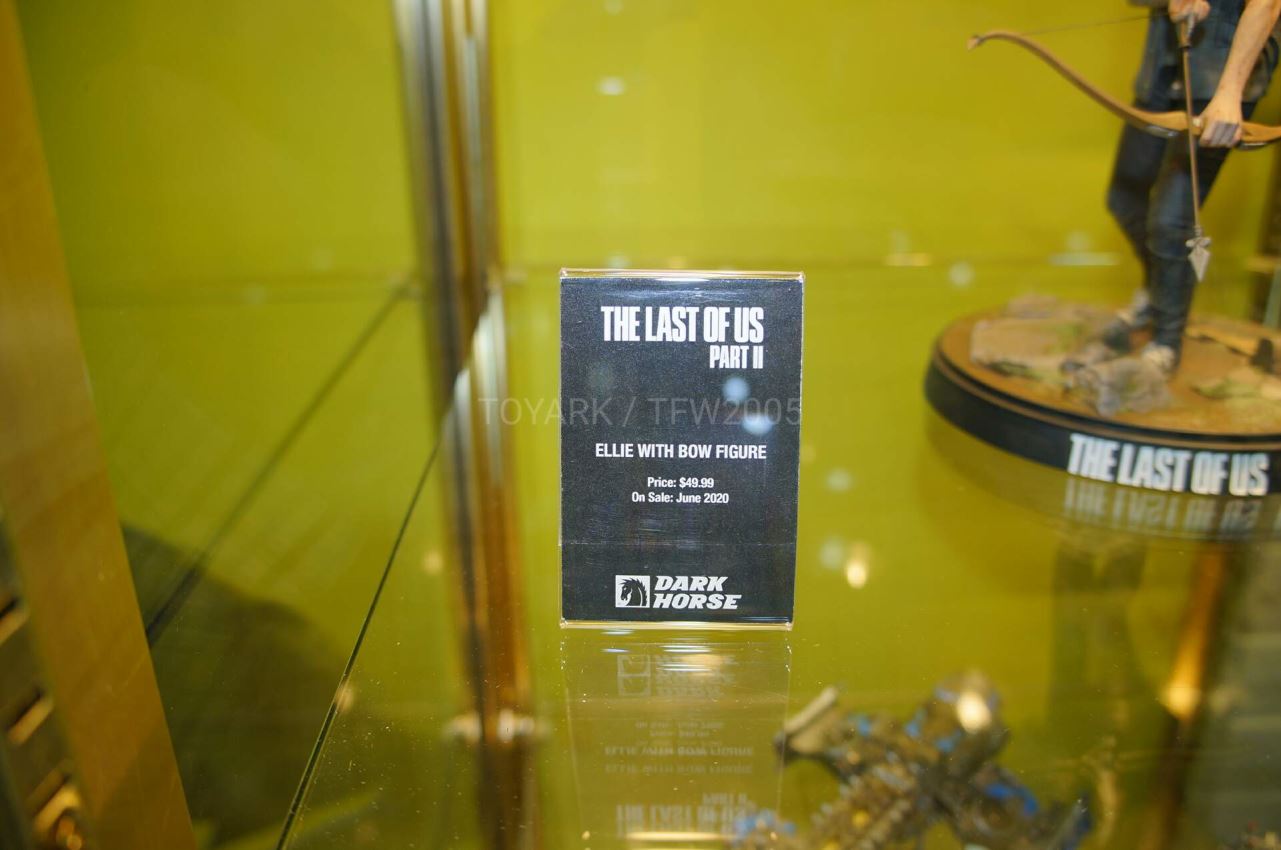 THE LAST OF US
PART II
TOYARK / TFW2005
ELLIE WITH BOW FIGURE
Price: $49.99
On Sale: June 2020
DARK
HORSE
THE LAST OF US